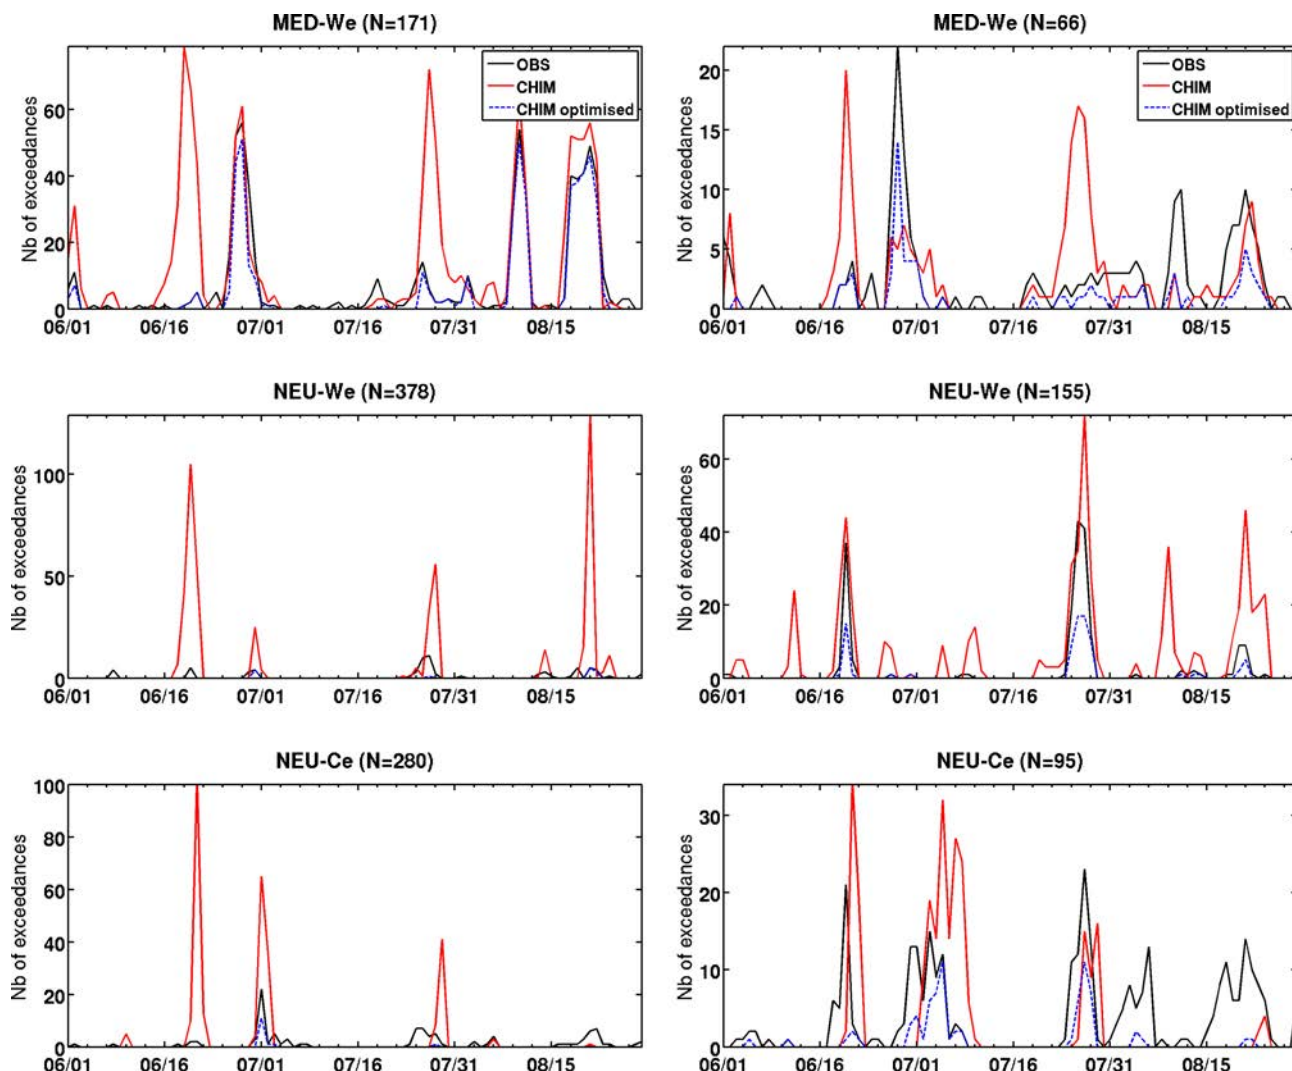 MED-We (N=171)
Nb of exceedances
60
40
20
0
06/01 06/16 07/01 07/16 07/31 08/15
OBS
CHIM
CHIM optimised
MED-We (N=66)
Nb of exceedances
20
15
10
5
0
06/01 06/16 07/01 07/16 07/31 08/15
OBS
CHIM
CHIM optimised
NEU-We (N=378)
Nb of exceedances
100
50
0
06/01 06/16 07/01 07/16 07/31 08/15
NEU-We (N=155)
Nb of exceedances
60
40
20
0
06/01 06/16 07/01 07/16 07/31 08/15
NEU-Ce (N=280)
Nb of exceedances
100
80
60
40
20
0
06/01 06/16 07/01 07/16 07/31 08/15
NEU-Ce (N=95)
Nb of exceedances
30
20
10
0
06/01 06/16 07/01 07/16 07/31 08/15